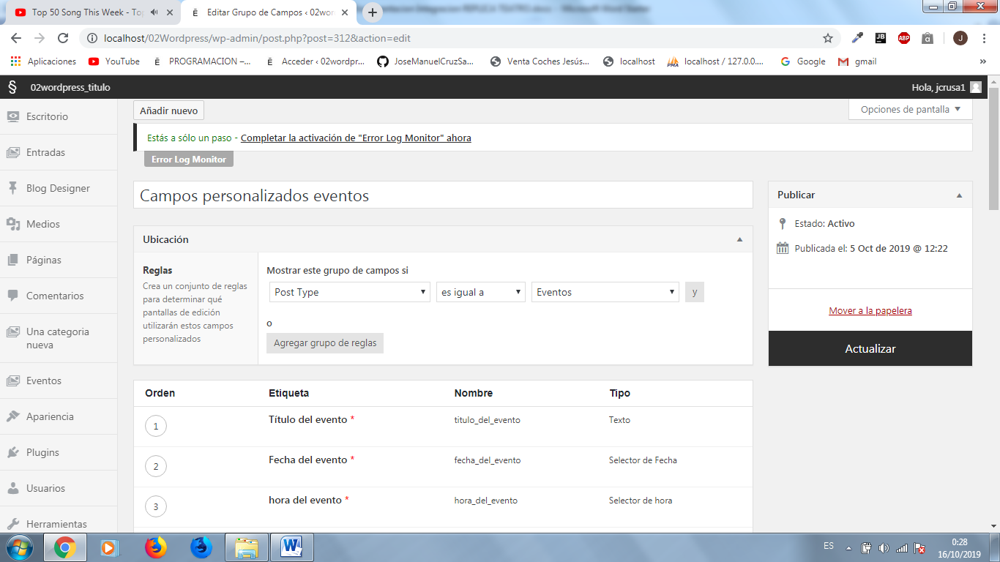 Top 50 Song This Week - Top
Editar Grupo de Campos ‹ 02wor
localhost/02Wordpress/wp-admin/post.php?post=312&action=edit
JB
ABP
a
J
Aplicaciones
YouTube
É PROGRAMACION –...
É Acceder ‹ 02wordpr...
JoseManuelCruzSa...
Venta Coches Jesús...
localhost
localhost / 127.0.0....
Google
gmail
»
§ 02wordpress_titulo
Hola, jcrusa1
Escritorio
Entradas
Blog Designer
Medios
Páginas
Comentarios
Una categoria
nueva
Eventos
Apariencia
Plugins
Usuarios
Herramientas
Añadir nuevo
Opciones de pantalla
Estás a sólo un paso - Completar la activación de "Error Log Monitor" ahora
Error Log Monitor
Campos personalizados eventos
Ubicación
Reglas
Crea un conjunto de reglas
para determinar qué
pantallas de edición
utilizarán estos campos
personalizados
Mostrar este grupo de campos si
Post Type
es igual a
Eventos
y
o
Agregar grupo de reglas
Orden Etiqueta Nombre Tipo
1 Título del evento * titulo_del_evento Texto
2 Fecha del evento * fecha_del_evento Selector de Fecha
3 hora del evento * hora_del_evento Selector de hora
Publicar
Estado: Activo
Publicada el: 5 Oct de 2019 @ 12:22
Mover a la papelera
Actualizar
ES
0:28
16/10/2019